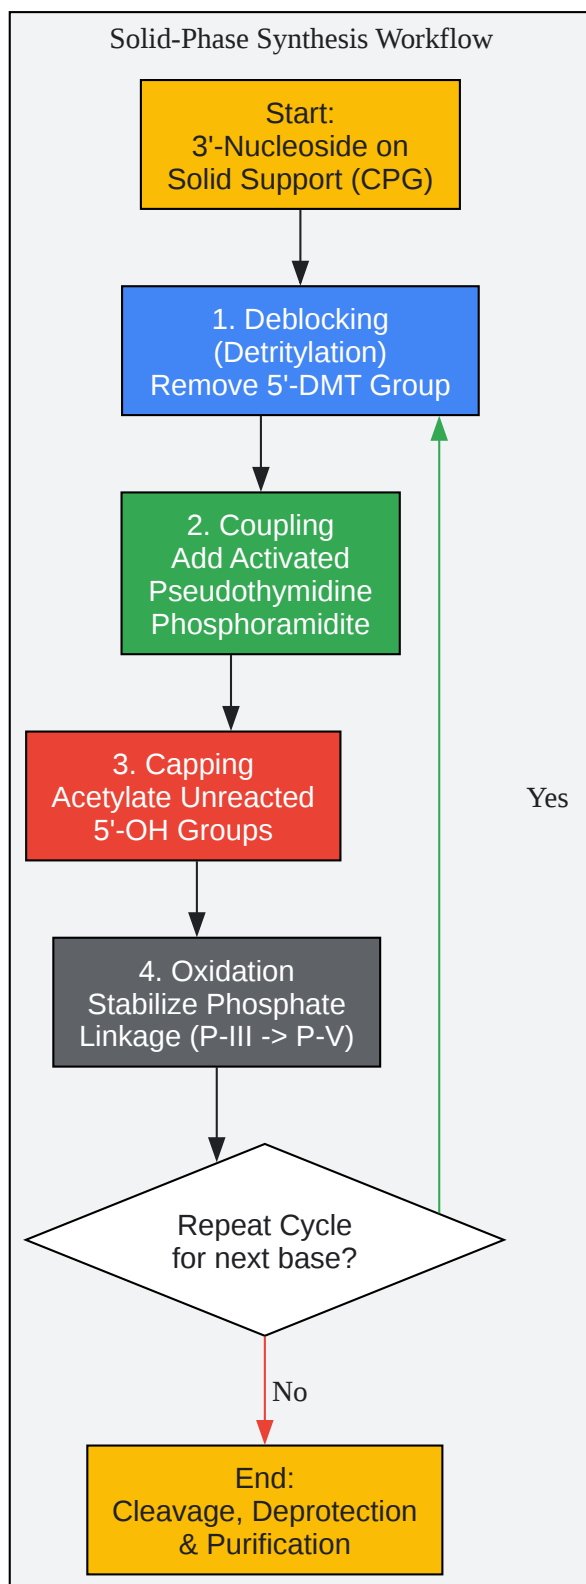 Solid-Phase Synthesis Workflow
Start:
3'-Nucleoside on
Solid Support (CPG)
1. Deblocking
(Detritylation)
Remove 5'-DMT Group
2. Coupling
Add Activated
Pseudothymidine
Phosphoramidite
3. Capping
Acetylate Unreacted
5'-OH Groups
Yes
4. Oxidation
Stabilize Phosphate
Linkage (P-III -> P-V)
Repeat Cycle
for next base?
No
End:
Cleavage, Deprotection
& Purification